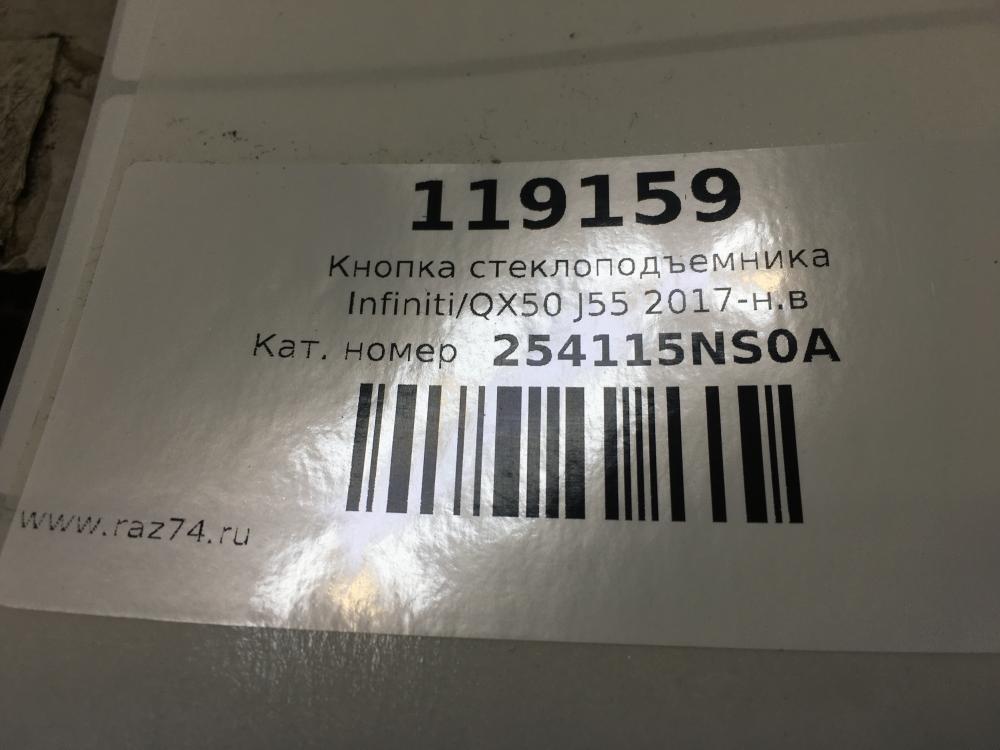 119159
Кнопка стеклоподъемника
Infiniti/QX50 J55 2017-н.в
Кат. номер 254115NS0A
www.raz74.ru